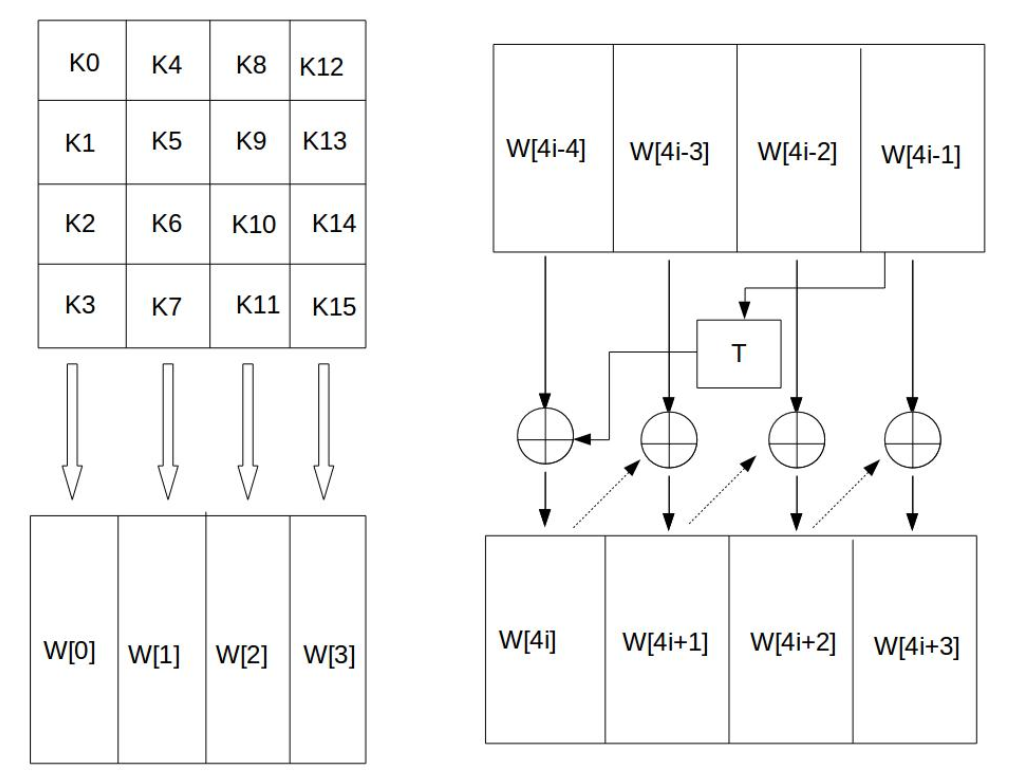 K0 K4 K8 K12
K1 K5 K9 K13
K2 K6 K10 K14
K3 K7 K11 K15
W[0] W[1] W[2] W[3]
W[4i-4] W[4i-3] W[4i-2] W[4i-1]
T
W[4i] W[4i+1] W[4i+2] W[4i+3]